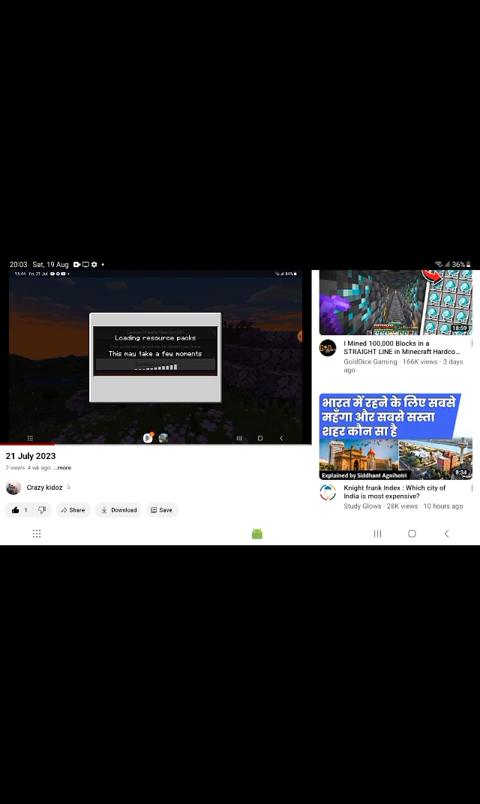 20:03 Sat, 19 Aug
36%
Loading resource packs
This may take a few moments
21 July 2023
4 wk ago ...more
Crazy kidoz
1
Share
Download
Save
18:59
I Mined 100,000 Blocks in a
STRAIGHT LINE in Minecraft Hardco...
GoldDice Gaming · 166K views · 3 days
ago
भारत में रहने के लिए सबसे
महँगा और सबसे सस्ता
शहर कौन सा है
Explained by Siddhant Agnihotri
8:34
Knight frank Index : Which city of
India is most expensive?
Study Glows · 28K views · 10 hours ago